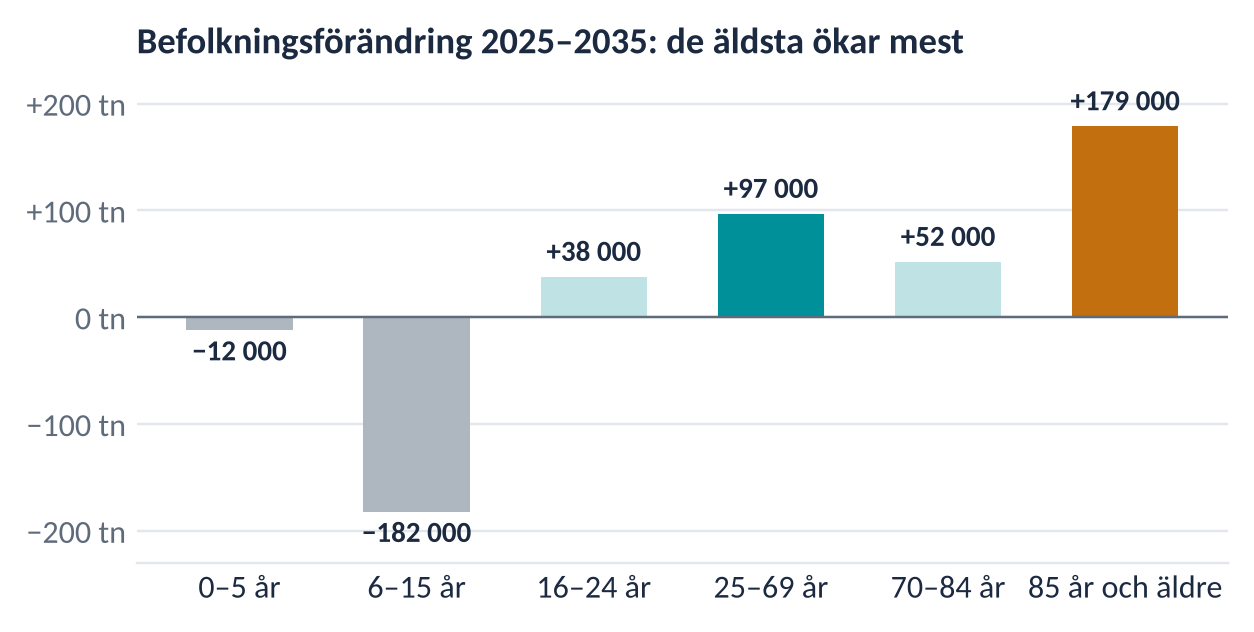 Befolkningsförändring 2025–2035: de äldsta ökar mest
+200 tn
+100 tn
0 tn
−100 tn
−200 tn
−12 000
−182 000
+38 000
+97 000
+52 000
+179 000
0–5 år
6–15 år
16–24 år
25–69 år
70–84 år
85 år och äldre